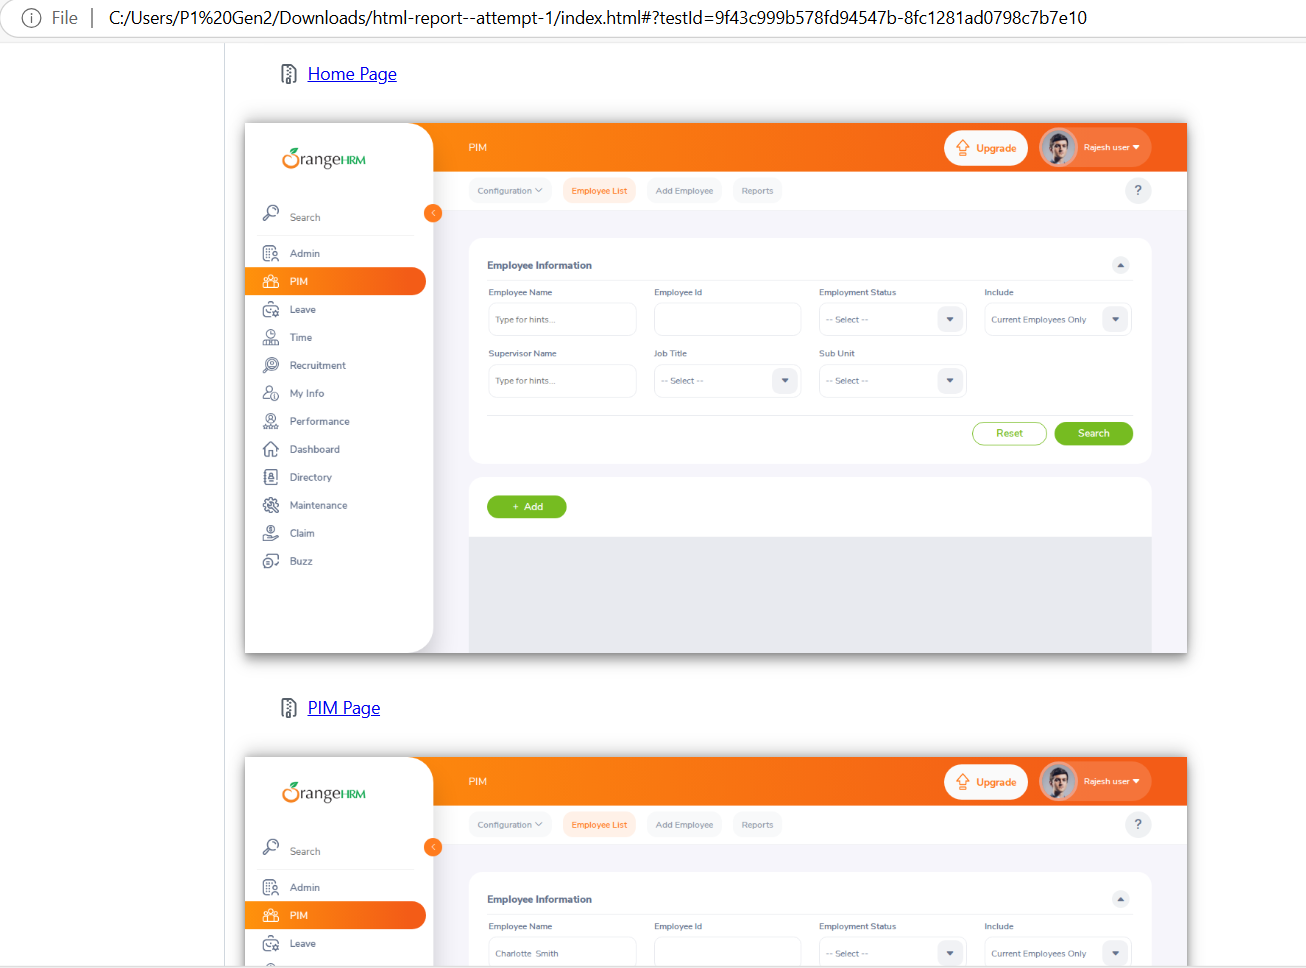 File | C:/Users/P1%20Gen2/Downloads/html-report--attempt-1/index.html#?testId=9f43c999b578fd94547b-8fc1281ad0798c7b7e10
Home Page
OrangeHRM
PIM
Upgrade
Rajesh user
Configuration
Employee List
Add Employee
Reports
?
Search
Admin
PIM
Leave
Time
Recruitment
My Info
Performance
Dashboard
Directory
Maintenance
Claim
Buzz
Employee Information
Employee Name
Employee Id
Employment Status
Include
Type for hints...
-- Select --
Current Employees Only
Supervisor Name
Job Title
Sub Unit
Type for hints...
-- Select --
-- Select --
Reset
Search
+ Add
PIM Page
OrangeHRM
PIM
Upgrade
Rajesh user
Configuration
Employee List
Add Employee
Reports
?
Search
Admin
PIM
Leave
Employee Information
Employee Name
Employee Id
Employment Status
Include
Charlotte Smith
-- Select --
Current Employees Only